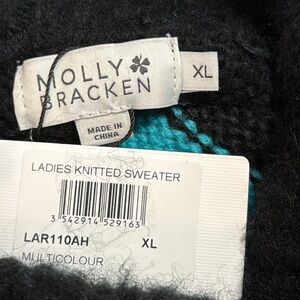 MOLLY
BRACKEN
XL
MADE IN
CHINA
LADIES KNITTED SWEATER
3 542914 529163
LAR110AH XL
MULTICOLOUR